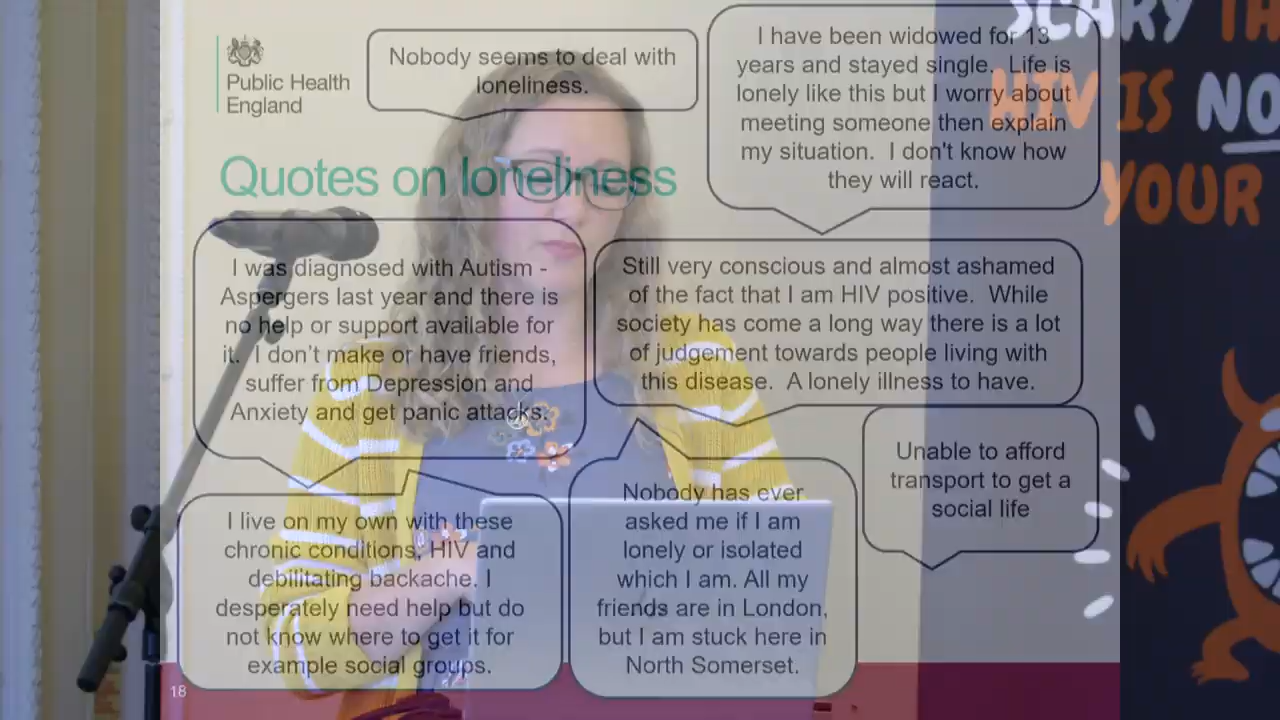 Public Health
England
Nobody seems to deal with
loneliness.
I have been widowed for 13
years and stayed single.  Life is
lonely like this but I worry about
meeting someone then explain
my situation.  I don't know how
they will react.
Quotes on loneliness
I was diagnosed with Autism -
Aspergers last year and there is
no help or support available for
it.  I don't make or have friends,
suffer from Depression and
Anxiety and get panic attacks.
Still very conscious and almost ashamed
of the fact that I am HIV positive.  While
society has come a long way there is a lot
of judgement towards people living with
this disease.  A lonely illness to have.
Unable to afford
transport to get a
social life
I live on my own with these
chronic conditions; HIV and
debilitating backache. I
desperately need help but do
not know where to get it for
example social groups.
Nobody has ever
asked me if I am
lonely or isolated
which I am. All my
friends are in London,
but I am stuck here in
North Somerset.
18
SCARY TH
HIV IS NO
YOUR